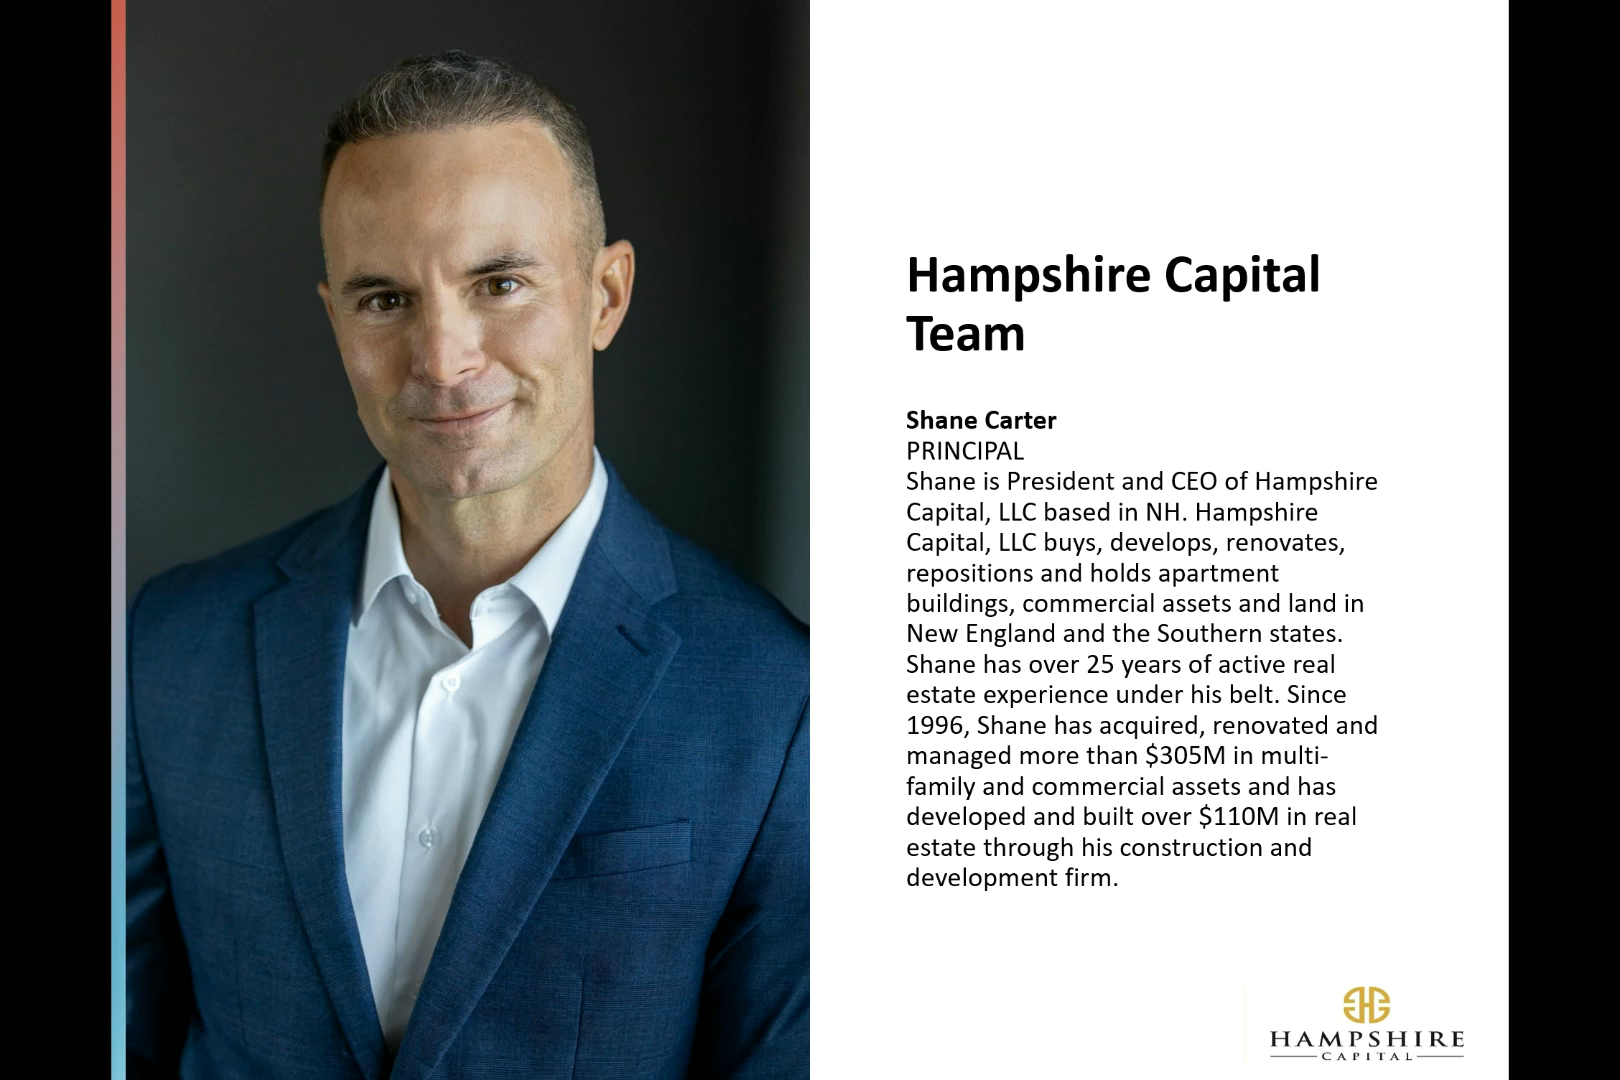 Hampshire Capital
Team
Shane Carter
PRINCIPAL
Shane is President and CEO of Hampshire
Capital, LLC based in NH. Hampshire
Capital, LLC buys, develops, renovates,
repositions and holds apartment
buildings, commercial assets and land in
New England and the Southern states.
Shane has over 25 years of active real
estate experience under his belt. Since
1996, Shane has acquired, renovated and
managed more than $305M in multi-
family and commercial assets and has
developed and built over $110M in real
estate through his construction and
development firm.
HAMPSHIRE
CAPITAL